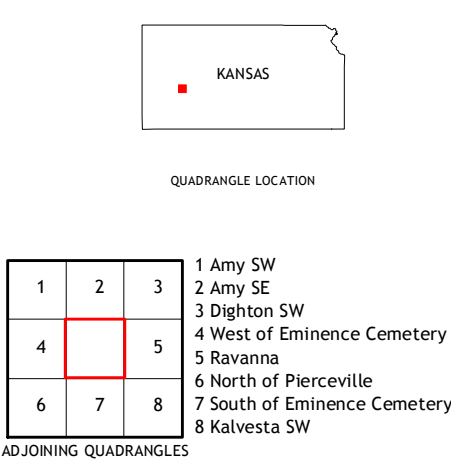 KANSAS
QUADRANGLE LOCATION
1 2 3
4 5
6 7 8
1 Amy SW
2 Amy SE
3 Dighton SW
4 West of Eminence Cemetery
5 Ravanna
6 North of Pierceville
7 South of Eminence Cemetery
8 Kalvesta SW
ADJOINING QUADRANGLES